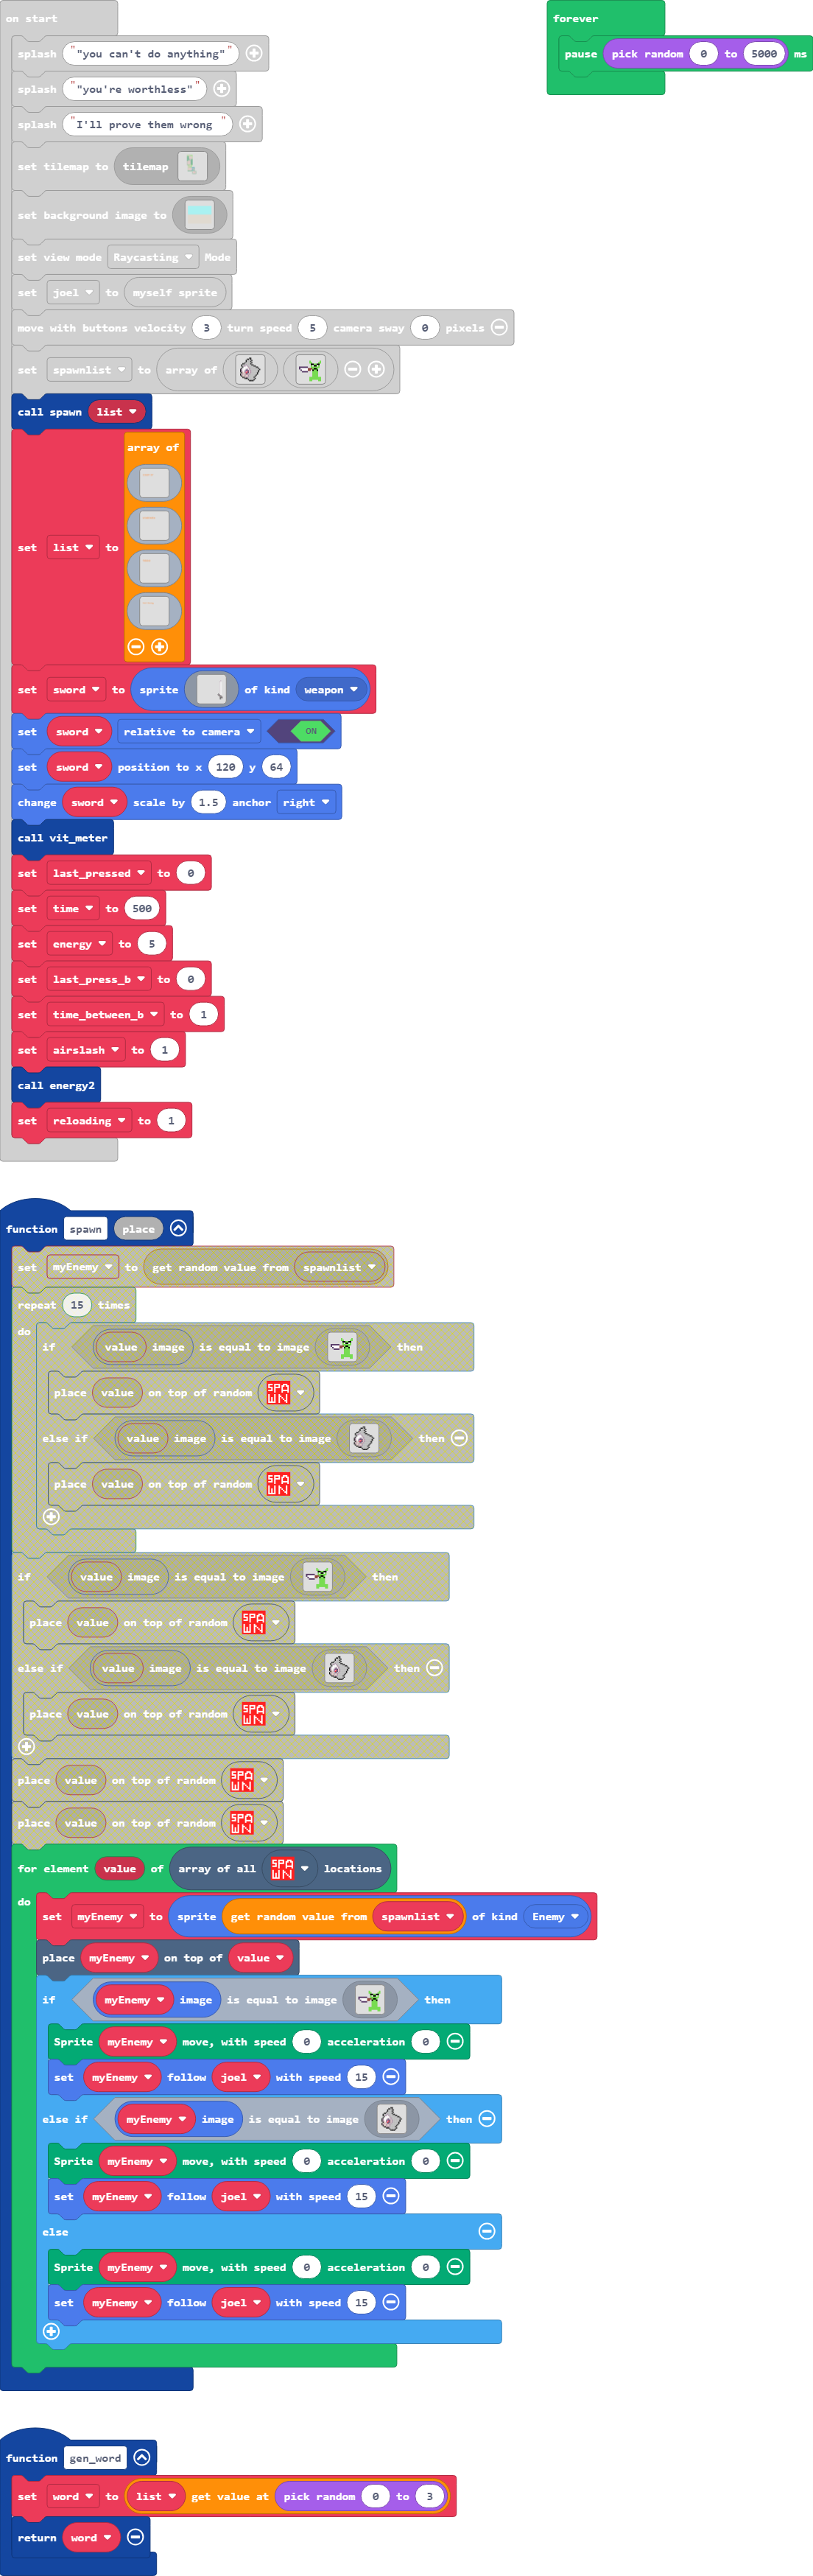 on start
splash ""you can't do anything""
splash ""you're worthless""
splash "I'll prove them wrong "
set tilemap to tilemap
set background image to
set view mode Raycasting Mode
set joel to myself sprite
move with buttons velocity 3 turn speed 5 camera sway 0 pixels
set spawnlist to array of
call spawn list
array of
set list to
set sword to sprite of kind weapon
set sword relative to camera ON
set sword position to x 120 y 64
change sword scale by 1.5 anchor right
call vit_meter
set last_pressed to 0
set time to 500
set energy to 5
set last_press_b to 0
set time_between_b to 1
set airslash to 1
call energy2
set reloading to 1
forever
pause pick random 0 to 5000 ms
function spawn place
set myEnemy to get random value from spawnlist
repeat 15 times
do
if value image is equal to image then
place value on top of random SPAWN
else if value image is equal to image then
place value on top of random SPAWN
if value image is equal to image then
place value on top of random SPAWN
else if value image is equal to image then
place value on top of random SPAWN
place value on top of random SPAWN
place value on top of random SPAWN
for element value of array of all SPAWN locations
do
set myEnemy to sprite get random value from spawnlist of kind Enemy
place myEnemy on top of value
if myEnemy image is equal to image then
Sprite myEnemy move, with speed 0 acceleration 0
set myEnemy follow joel with speed 15
else if myEnemy image is equal to image then
Sprite myEnemy move, with speed 0 acceleration 0
set myEnemy follow joel with speed 15
else
Sprite myEnemy move, with speed 0 acceleration 0
set myEnemy follow joel with speed 15
function gen_word
set word to list get value at pick random 0 to 3
return word